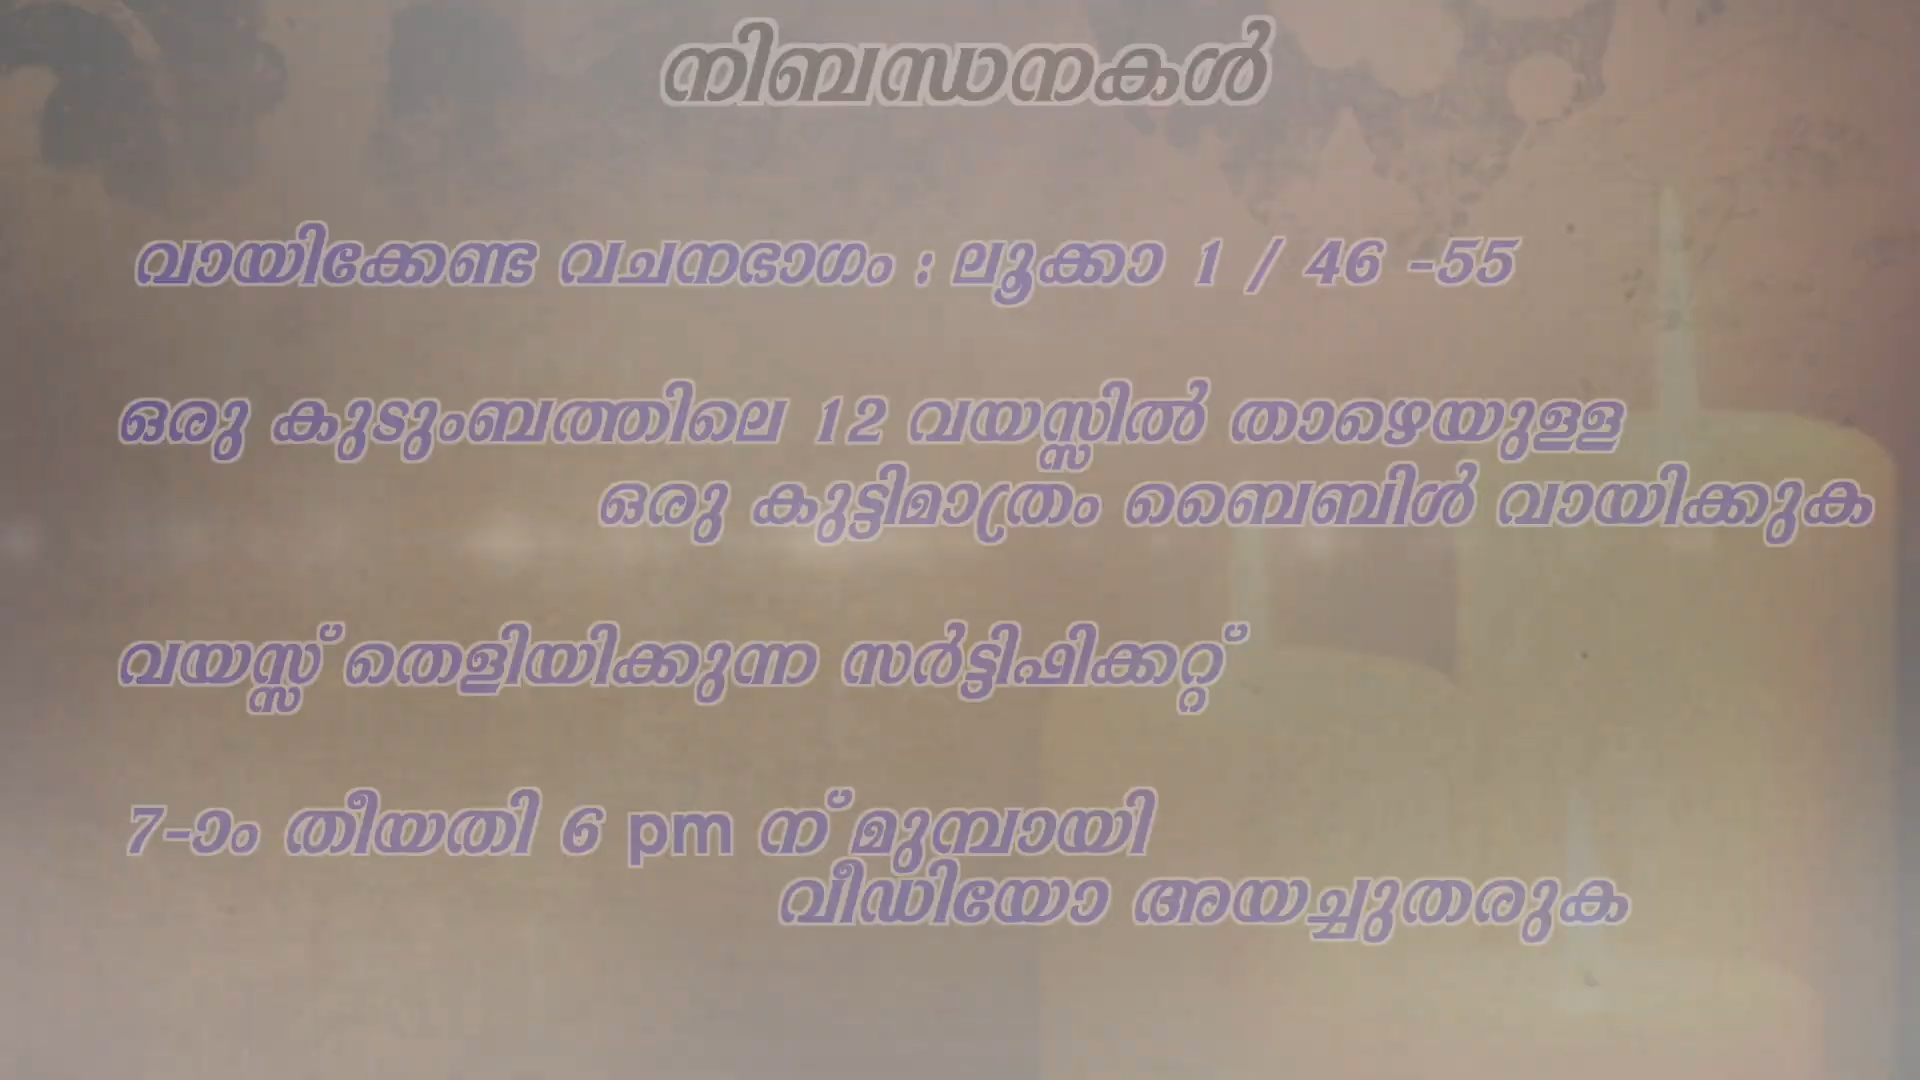 നിബന്ധനകൾ
വായിക്കേണ്ട വചനഭാഗം : ലൂക്കാ 1 / 46 -55
ഒരു കുടുംബത്തിലെ 12 വയസ്സിൽ താഴെയുള്ള
ഒരു കുട്ടിമാത്രം ബൈബിൾ വായിക്കുക
വയസ്സ് തെളിയിക്കുന്ന സർട്ടിഫിക്കറ്റ്
7-ാം തീയതി 6 pm ന് മുമ്പായി
വീഡിയോ അയച്ചുതരുക